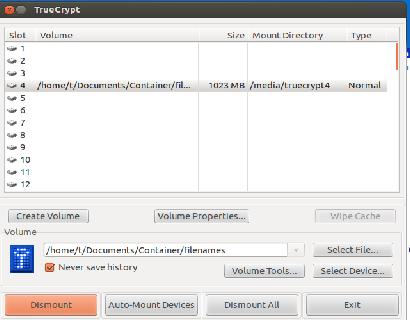 TrueCrypt
Slot Volume Size Mount Directory Type
1
2
3
4 /home/t/Documents/Container/fil... 1023 MB /media/truecrypt4 Normal
5
6
7
8
9
10
11
12
Create Volume Volume Properties... Wipe Cache
Volume
/home/t/Documents/Container/filenames Select File...
Never save history
Volume Tools... Select Device...
Dismount Auto-Mount Devices Dismount All Exit